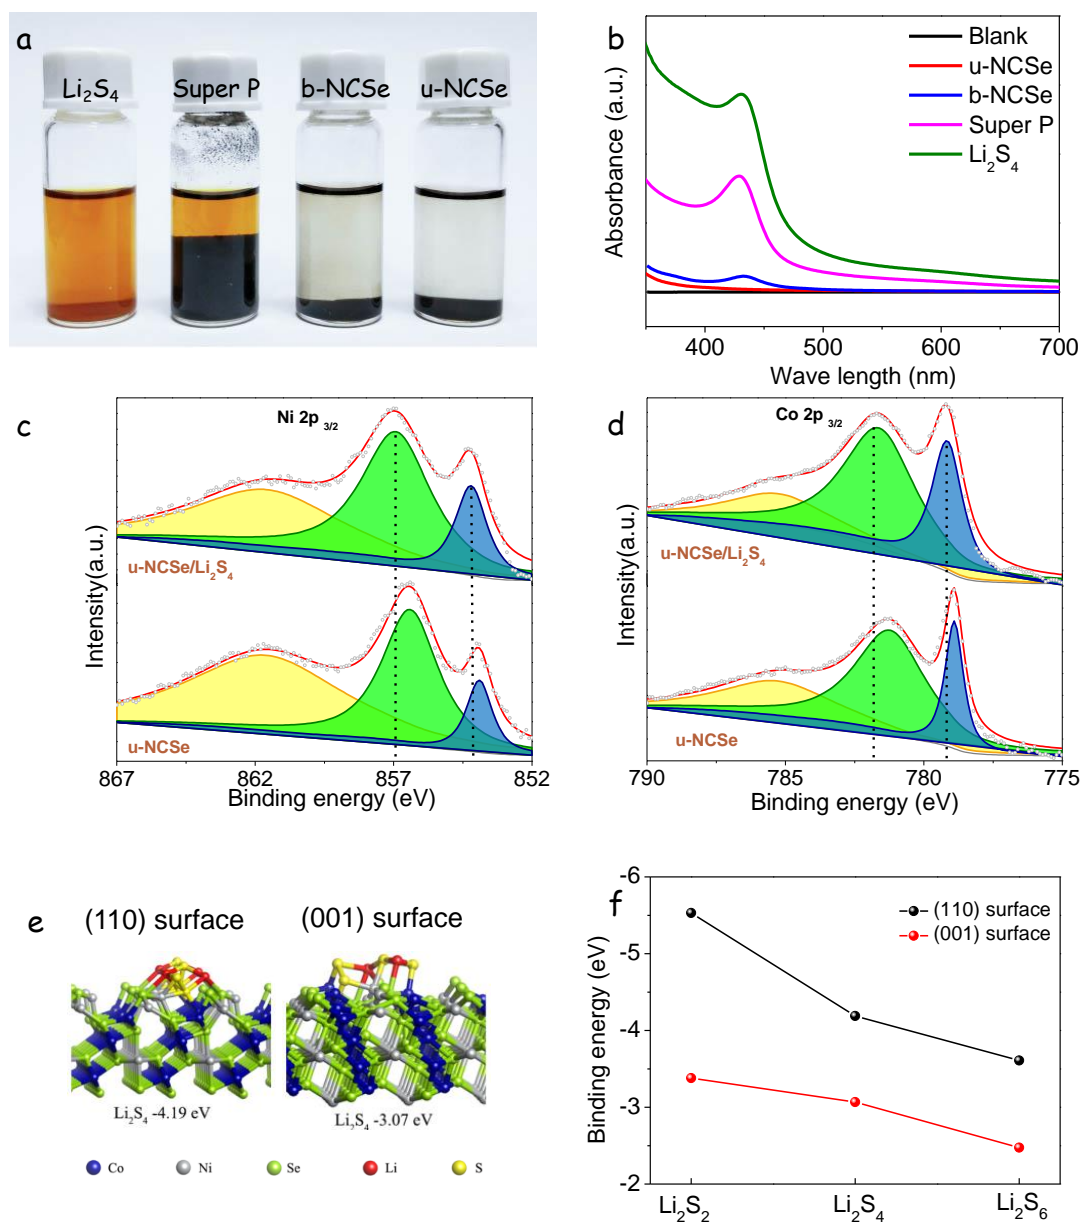 a
Li₂S₄
Super P
b-NCSe
u-NCSe
b
Blank
u-NCSe
b-NCSe
Super P
Li₂S₄
Absorbance (a.u.)
400
500
600
700
Wave length (nm)
c
Ni 2p 3/2
u-NCSe/Li₂S₄
u-NCSe
Intensity(a.u.)
867
862
857
852
Binding energy (eV)
d
Co 2p 3/2
u-NCSe/Li₂S₄
u-NCSe
Intensity(a.u.)
790
785
780
775
Binding energy (eV)
e
(110) surface
(001) surface
Li₂S₄ -4.19 eV
Li₂S₄ -3.07 eV
Co
Ni
Se
Li
S
f
(110) surface
(001) surface
Binding energy (eV)
-6
-5
-4
-3
-2
Li₂S₂
Li₂S₄
Li₂S₆